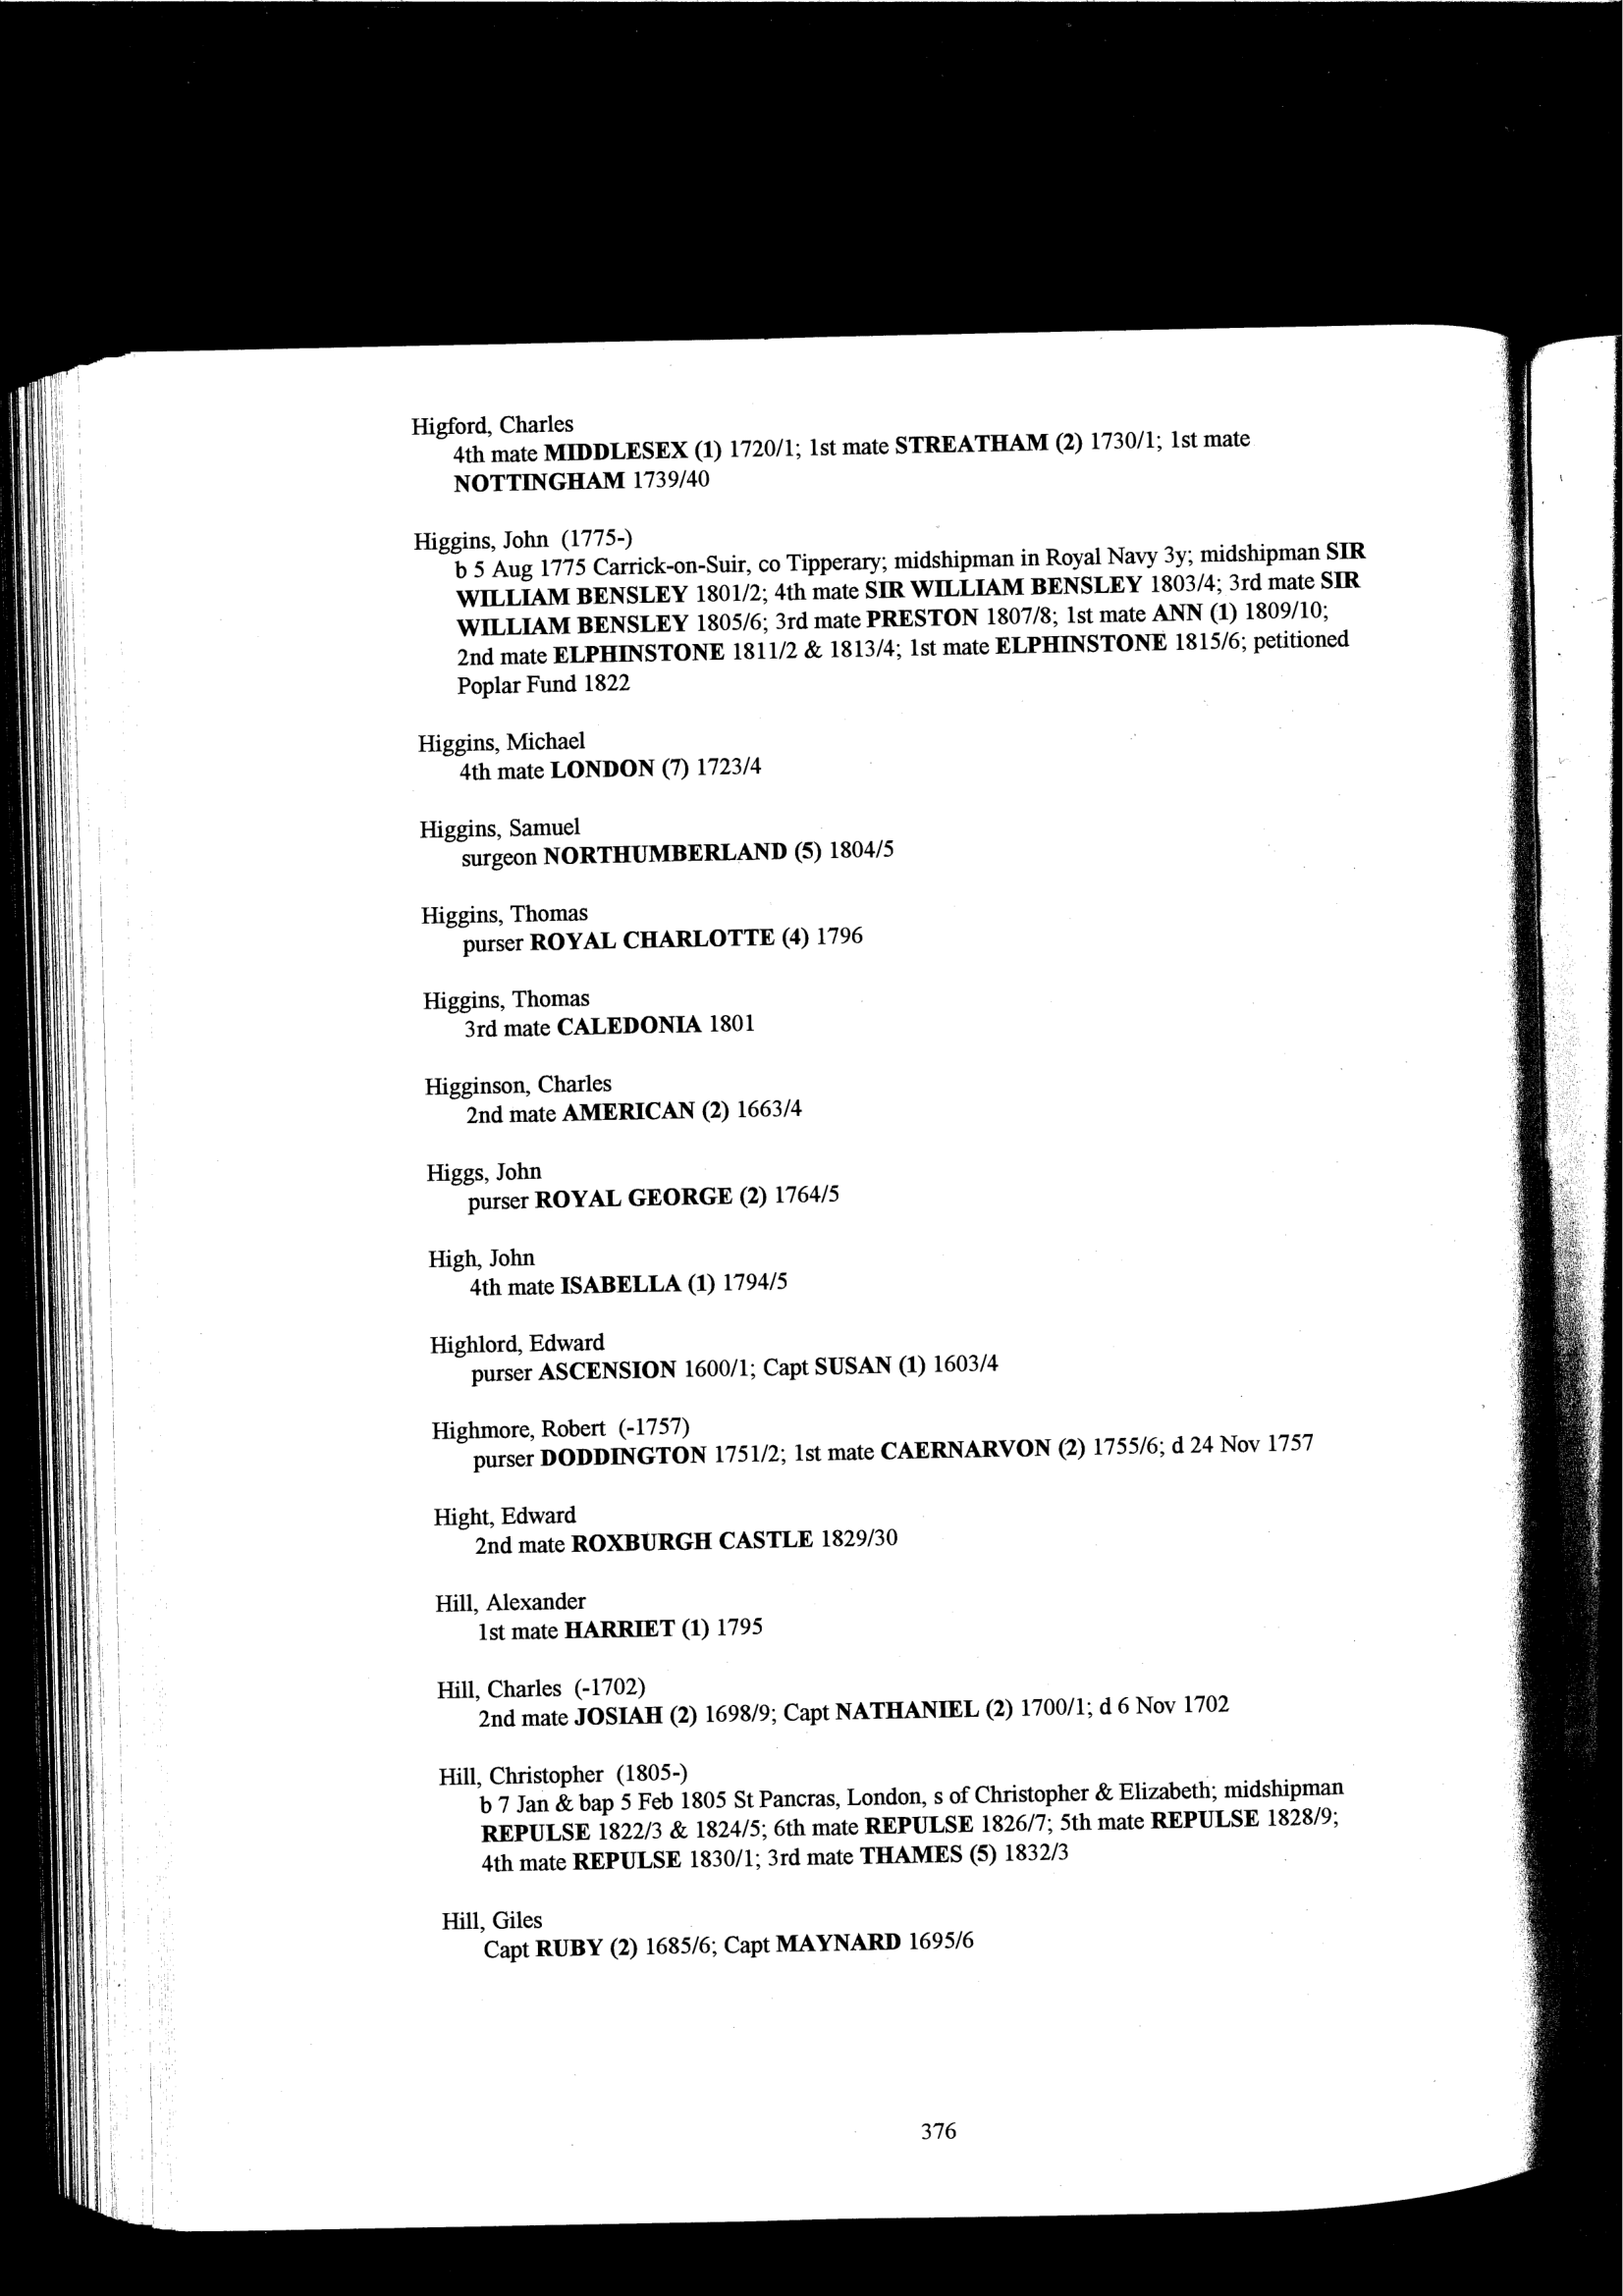 Higford, Charles
4th mate MIDDLESEX (1) 1720/1; 1st mate STREATHAM (2) 1730/1; 1st mate
NOTTINGHAM 1739/40
Higgins, John (1775-)
b 5 Aug 1775 Carrick-on-Suir, co Tipperary; midshipman in Royal Navy 3y; midshipman SIR
WILLIAM BENSLEY 1801/2; 4th mate SIR WILLIAM BENSLEY 1803/4; 3rd mate SIR
WILLIAM BENSLEY 1805/6; 3rd mate PRESTON 1807/8; 1st mate ANN (1) 1809/10;
2nd mate ELPHINSTONE 1811/2 & 1813/4; 1st mate ELPHINSTONE 1815/6; petitioned
Poplar Fund 1822
Higgins, Michael
4th mate LONDON (7) 1723/4
Higgins, Samuel
surgeon NORTHUMBERLAND (5) 1804/5
Higgins, Thomas
purser ROYAL CHARLOTTE (4) 1796
Higgins, Thomas
3rd mate CALEDONIA 1801
Higginson, Charles
2nd mate AMERICAN (2) 1663/4
Higgs, John
purser ROYAL GEORGE (2) 1764/5
High, John
4th mate ISABELLA (1) 1794/5
Highlord, Edward
purser ASCENSION 1600/1; Capt SUSAN (1) 1603/4
Highmore, Robert (-1757)
purser DODDINGTON 1751/2; 1st mate CAERNARVON (2) 1755/6; d 24 Nov 1757
Hight, Edward
2nd mate ROXBURGH CASTLE 1829/30
Hill, Alexander
1st mate HARRIET (1) 1795
Hill, Charles (-1702)
2nd mate JOSIAH (2) 1698/9; Capt NATHANIEL (2) 1700/1; d 6 Nov 1702
Hill, Christopher (1805-)
b 7 Jan & bap 5 Feb 1805 St Pancras, London, s of Christopher & Elizabeth; midshipman
REPULSE 1822/3 & 1824/5; 6th mate REPULSE 1826/7; 5th mate REPULSE 1828/9;
4th mate REPULSE 1830/1; 3rd mate THAMES (5) 1832/3
Hill, Giles
Capt RUBY (2) 1685/6; Capt MAYNARD 1695/6
376